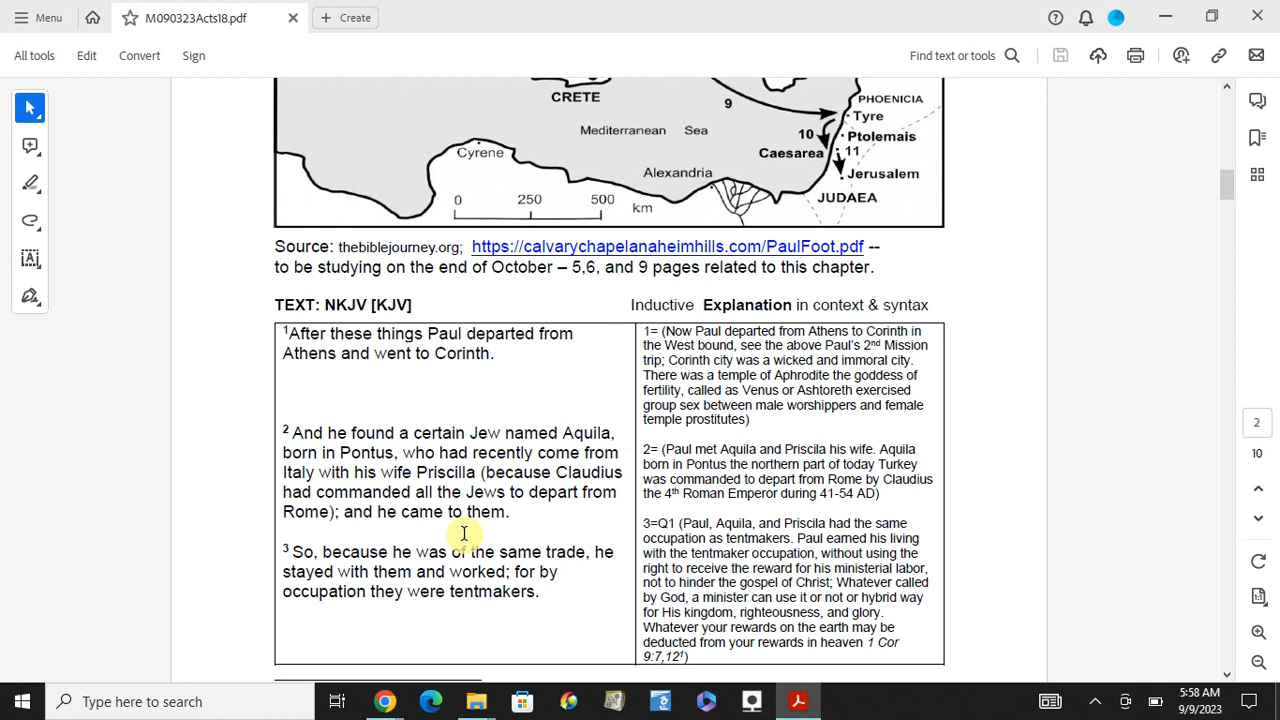 Menu
M090323Acts18.pdf
Create
All tools
Edit
Convert
Sign
Find text or tools
CRETE
9
PHOENICIA
Tyre
Mediterranean Sea
10
Ptolemais
Cyrene
Caesarea
11
Alexandria
Jerusalem
0 250 500
km
JUDAEA
Source: thebiblejourney.org; https://calvarychapelanaheimhills.com/PaulFoot.pdf --
to be studying on the end of October – 5,6, and 9 pages related to this chapter.
TEXT: NKJV [KJV]
Inductive Explanation in context & syntax
1After these things Paul departed from
Athens and went to Corinth.
2 And he found a certain Jew named Aquila,
born in Pontus, who had recently come from
Italy with his wife Priscilla (because Claudius
had commanded all the Jews to depart from
Rome); and he came to them.
3 So, because he was of the same trade, he
stayed with them and worked; for by
occupation they were tentmakers.
1= (Now Paul departed from Athens to Corinth in
the West bound, see the above Paul's 2nd Mission
trip; Corinth city was a wicked and immoral city.
There was a temple of Aphrodite the goddess of
fertility, called as Venus or Ashtoreth exercised
group sex between male worshippers and female
temple prostitutes)
2= (Paul met Aquila and Priscila his wife. Aquila
born in Pontus the northern part of today Turkey
was commanded to depart from Rome by Claudius
the 4th Roman Emperor during 41-54 AD)
3=Q1 (Paul, Aquila, and Priscila had the same
occupation as tentmakers. Paul earned his living
with the tentmaker occupation, without using the
right to receive the reward for his ministerial labor,
not to hinder the gospel of Christ; Whatever called
by God, a minister can use it or not or hybrid way
for His kingdom, righteousness, and glory.
Whatever your rewards on the earth may be
deducted from your rewards in heaven 1 Cor
9:7,121)
2
10
Type here to search
5:58 AM
9/9/2023